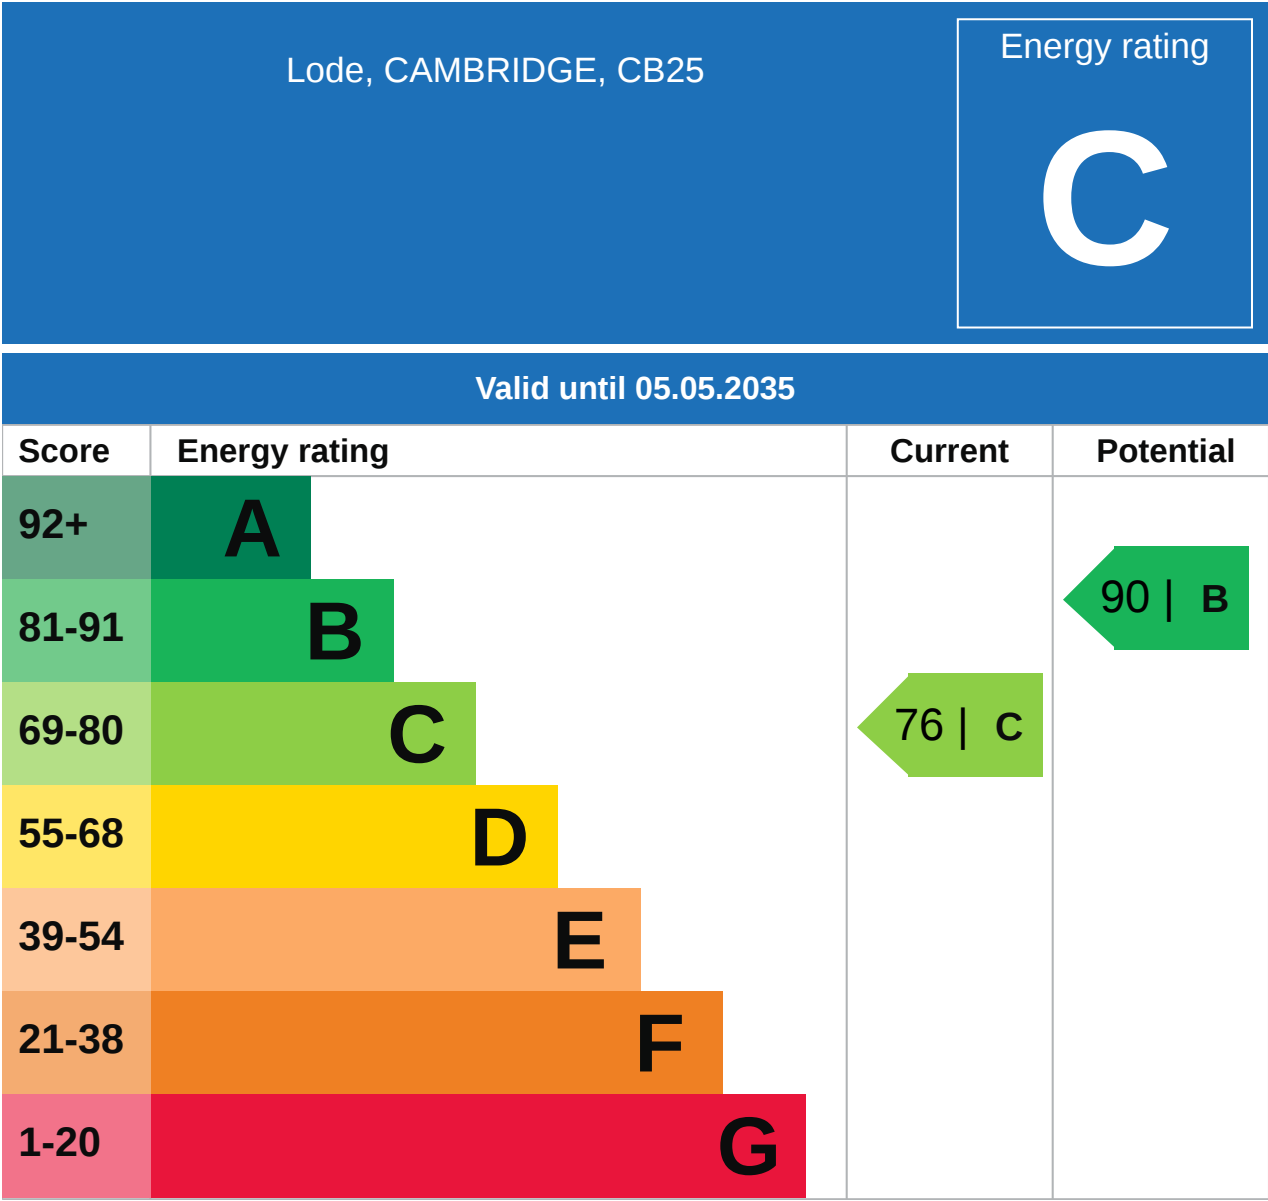 Lode, CAMBRIDGE, CB25
Energy rating
C
Valid until 05.05.2035
Score Energy rating Current Potential
92+ A
81-91 B
90 | B
69-80 C
76 | C
55-68 D
39-54 E
21-38 F
1-20 G